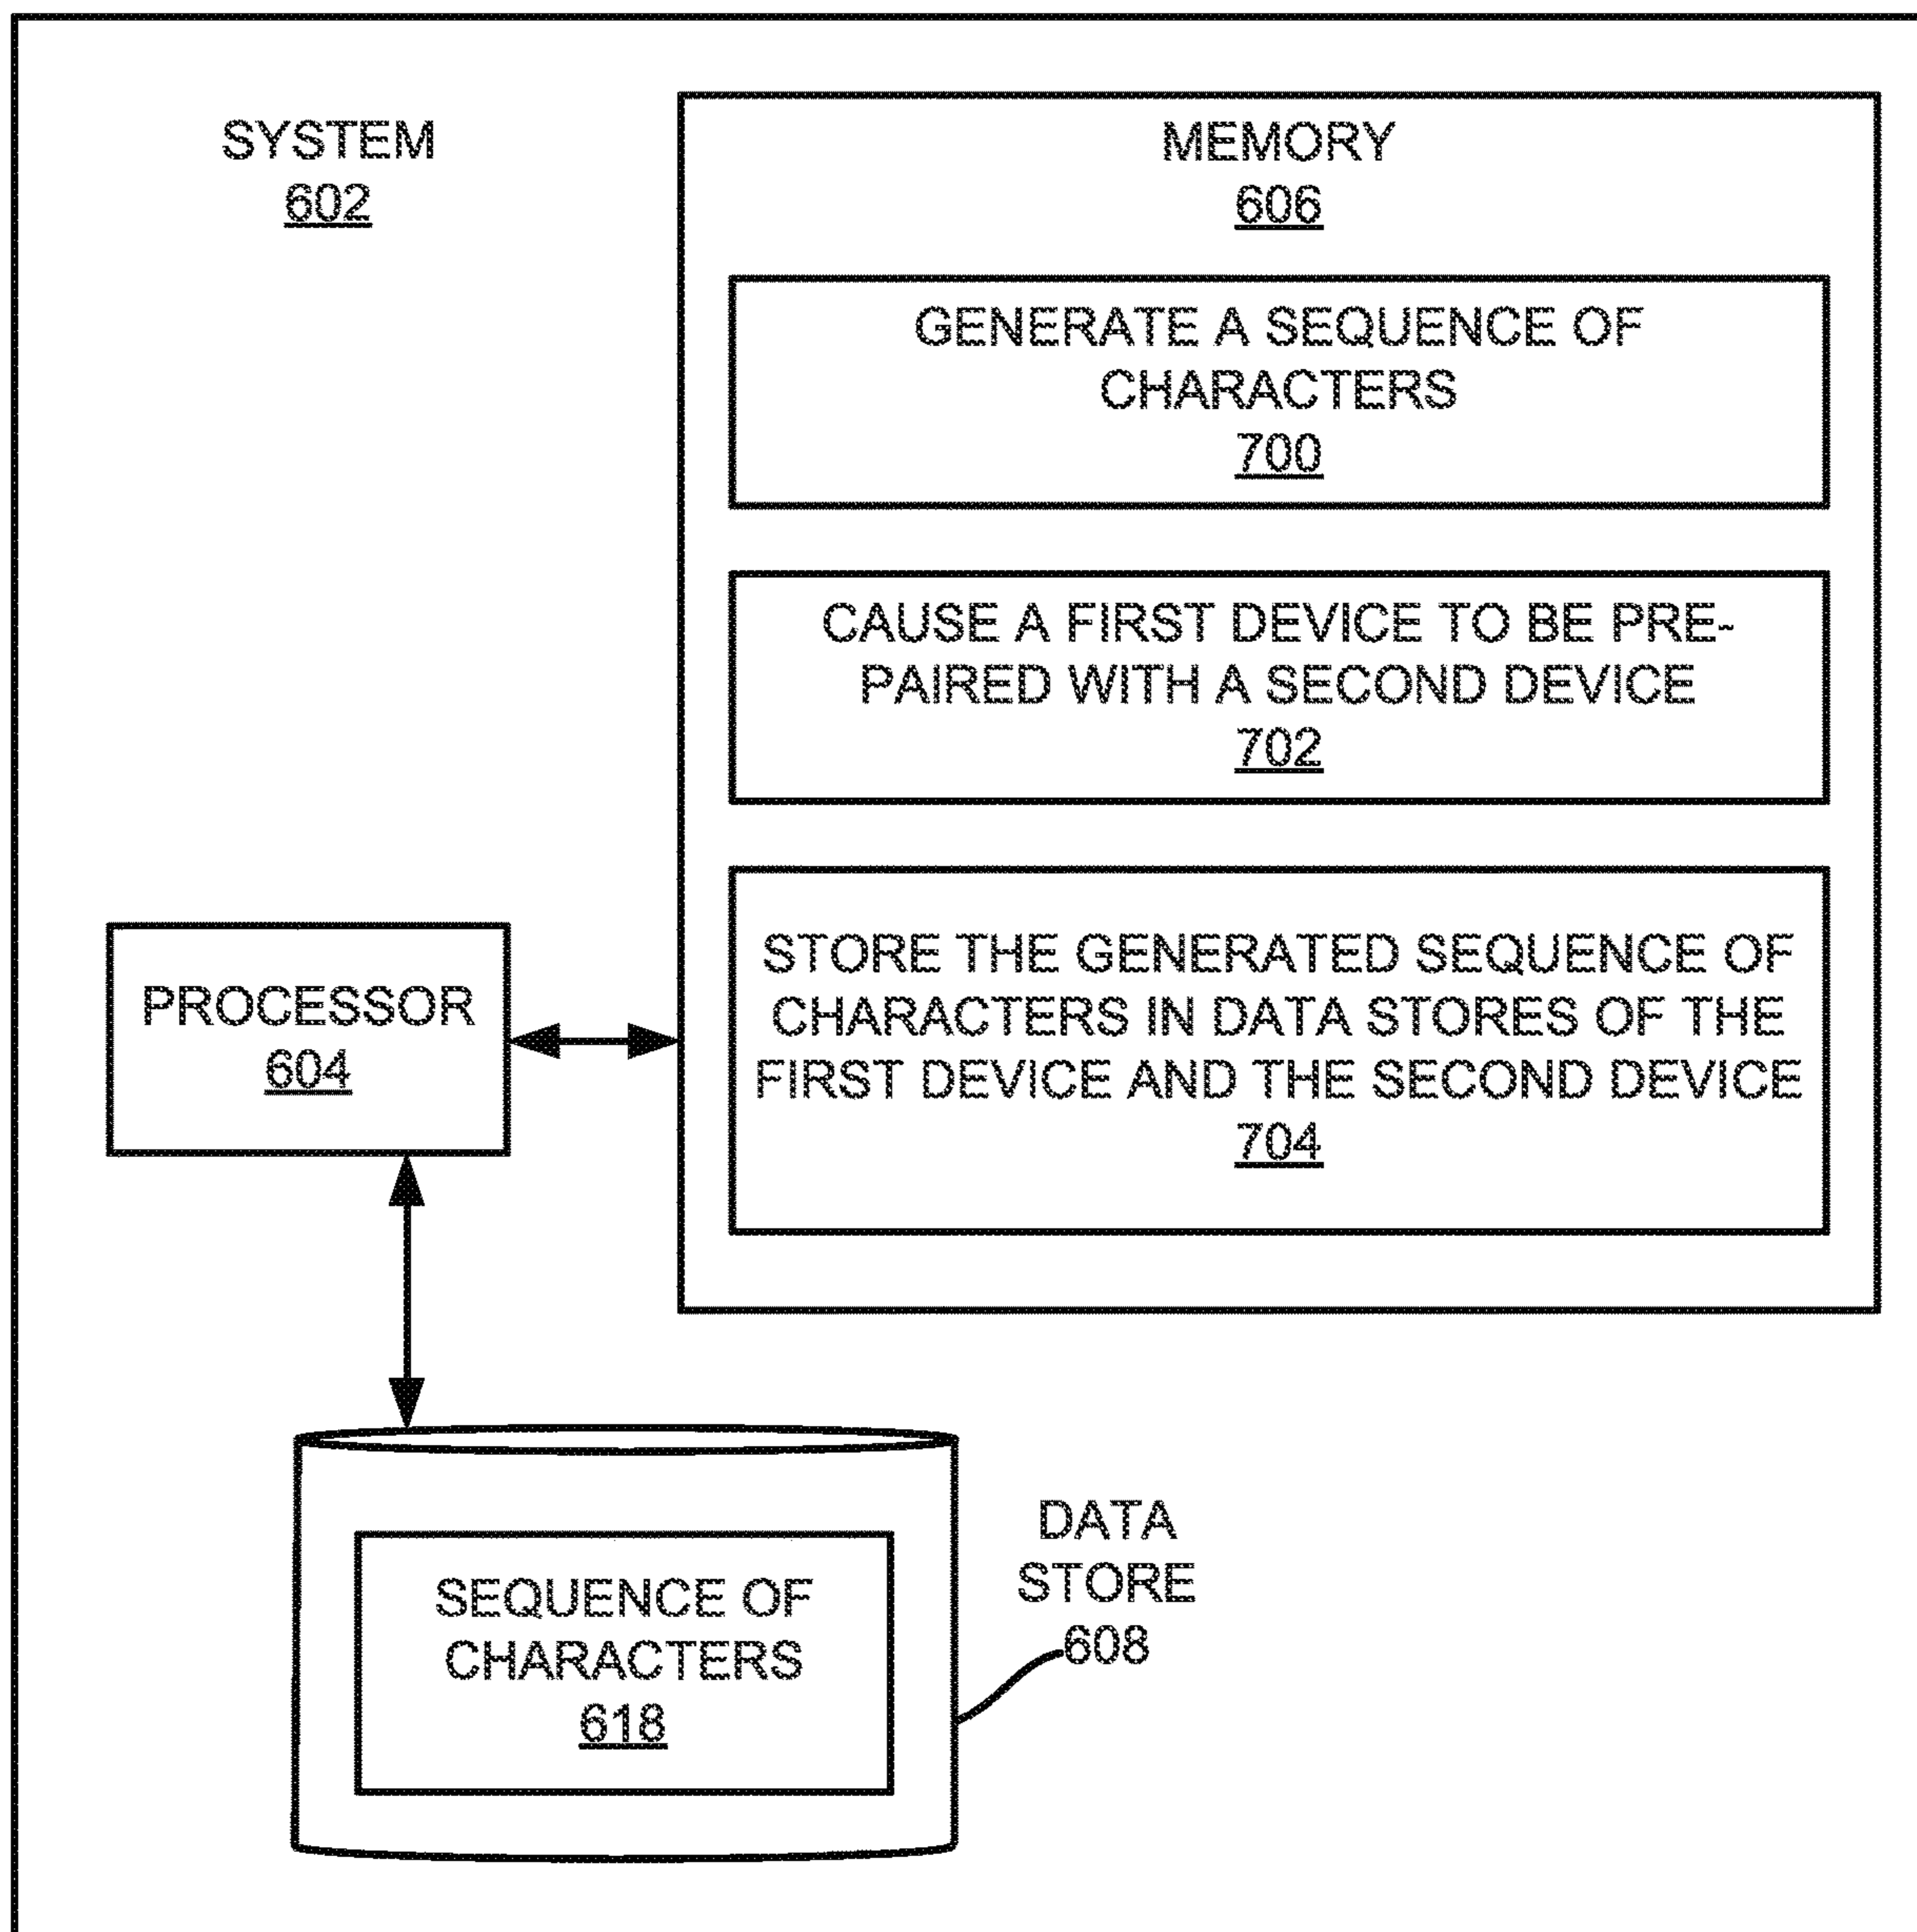 SYSTEM
602
MEMORY
606
GENERATE A SEQUENCE OF
CHARACTERS
700
CAUSE A FIRST DEVICE TO BE PRE-
PAIRED WITH A SECOND DEVICE
702
STORE THE GENERATED SEQUENCE OF
CHARACTERS IN DATA STORES OF THE
FIRST DEVICE AND THE SECOND DEVICE
704
PROCESSOR
604
DATA
STORE
608
SEQUENCE OF
CHARACTERS
618